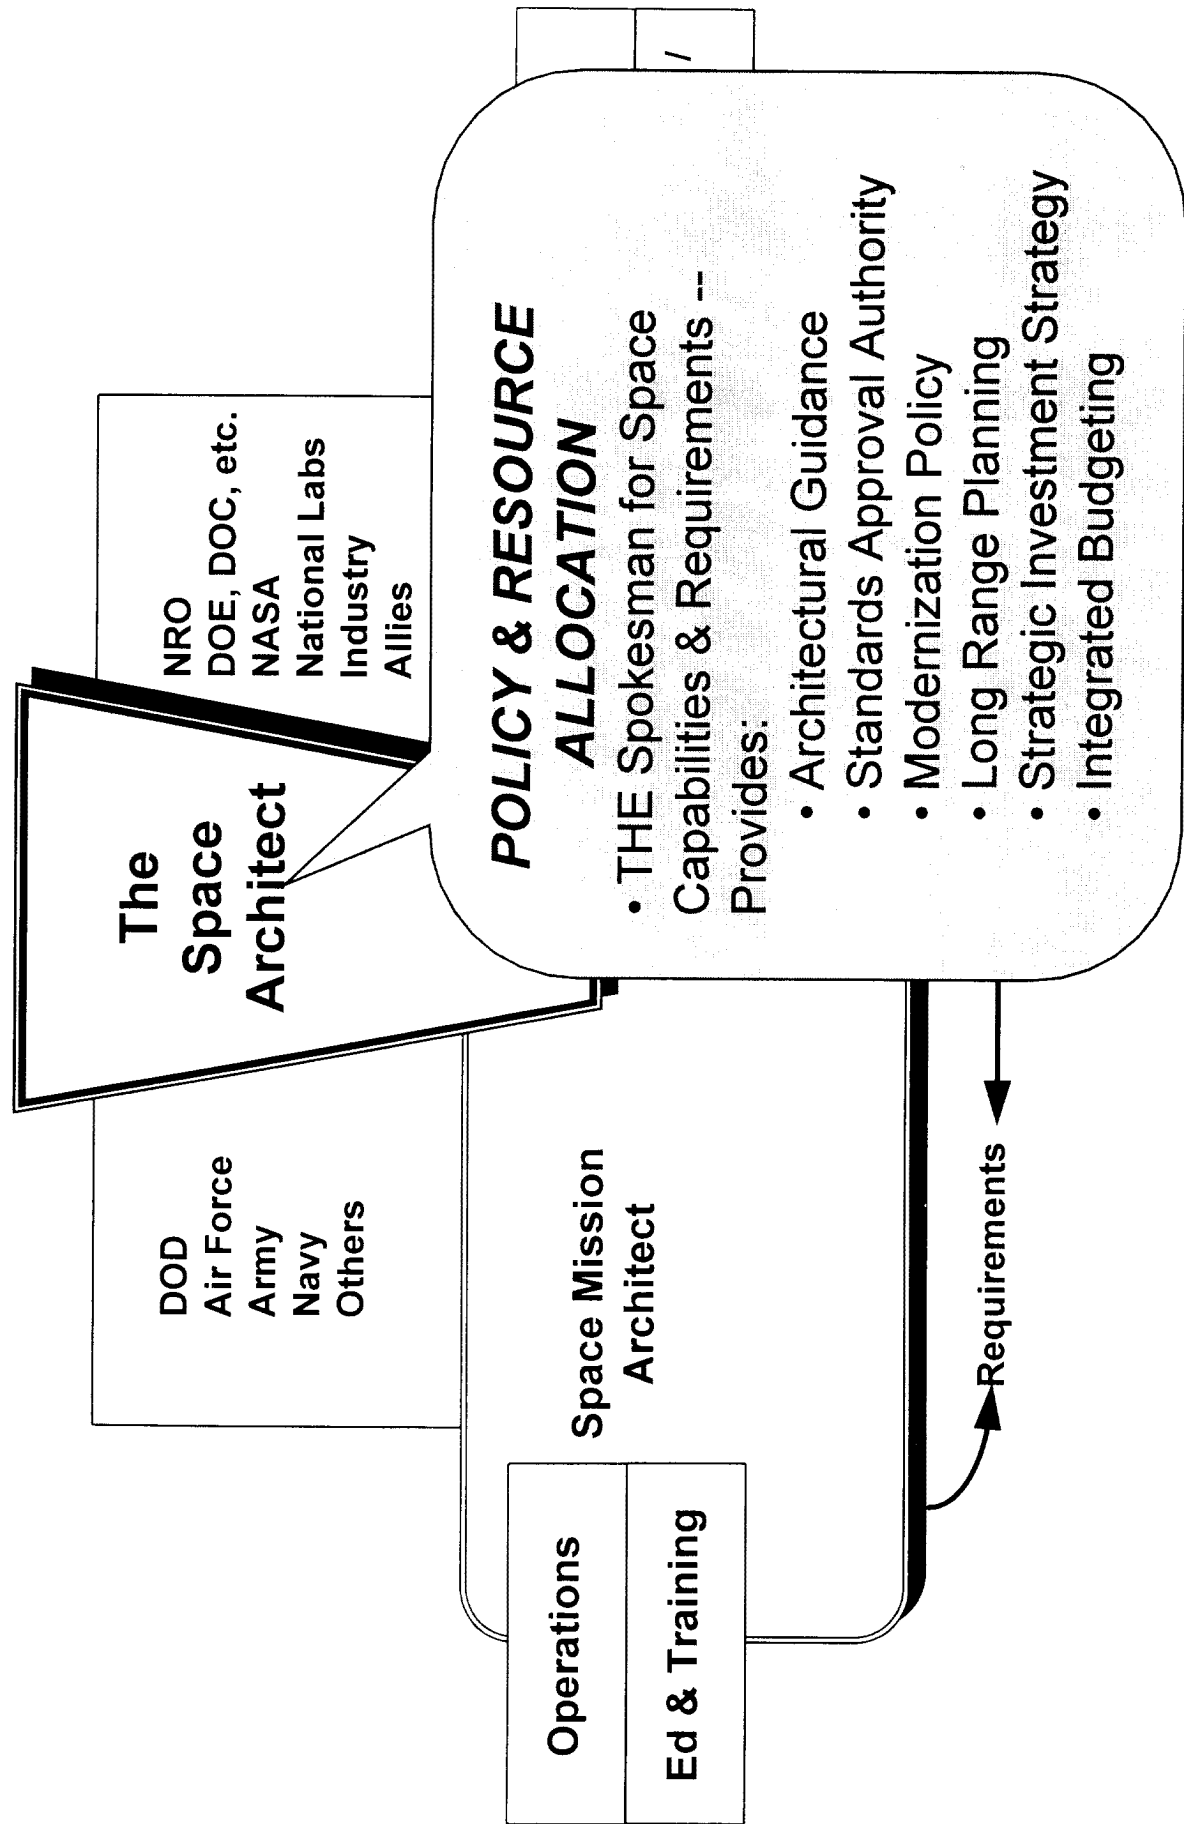 The
Space
Architect
DOD
Air Force
Army
Navy
Others
NRO
DOE, DOC, etc.
NASA
National Labs
Industry
Allies
Space Mission
Architect
Operations
Ed & Training
/
POLICY & RESOURCE
ALLOCATION
• THE Spokesman for Space
Capabilities & Requirements --
Provides:
• Architectural Guidance
• Standards Approval Authority
• Modernization Policy
• Long Range Planning
• Strategic Investment Strategy
• Integrated Budgeting
Requirements